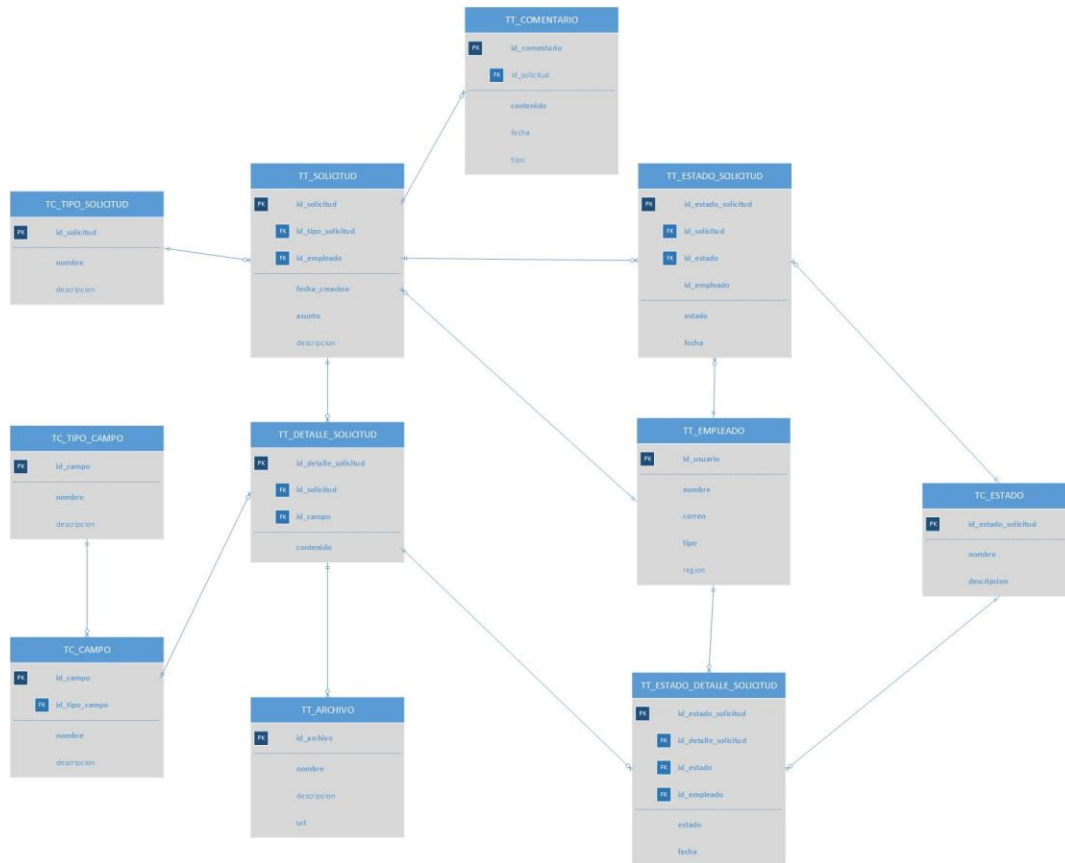 TT_COMENTARIO
PK id_comentario
FK id_solicitud
contenido
fecha
tipo
TT_SOLICITUD
PK id_solicitud
FK id_tipo_solicitud
FK id_empleado
fecha_creacion
asunto
descripcion
TT_ESTADO_SOLICITUD
PK id_estado_solicitud
FK id_solicitud
FK id_estado
id_empleado
estado
fecha
TC_TIPO_SOLICITUD
PK id_solicitud
nombre
descripcion
TC_TIPO_CAMPO
PK id_campo
nombre
descripcion
TT_DETALLE_SOLICITUD
PK id_detalle_solicitud
FK id_solicitud
FK id_campo
contenido
TT_EMPLEADO
PK id_usuario
nombre
correo
tipo
region
TC_ESTADO
PK id_estado_solicitud
nombre
descripcion
TC_CAMPO
PK id_campo
FK id_tipo_campo
nombre
descripcion
TT_ARCHIVO
PK id_archivo
nombre
descripcion
url
TT_ESTADO_DETALLE_SOLICITUD
PK id_estado_solicitud
FK id_detalle_solicitud
FK id_estado
FK id_empleado
estado
fecha